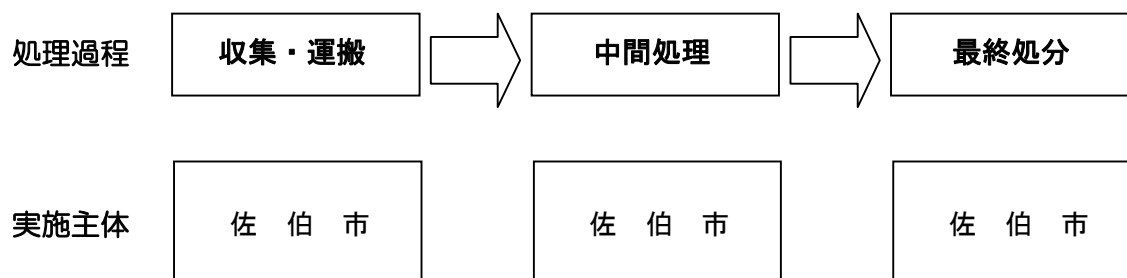 処理過程 収集・運搬 中間処理 最終処分
実施主体 佐 伯 市 佐 伯 市 佐 伯 市